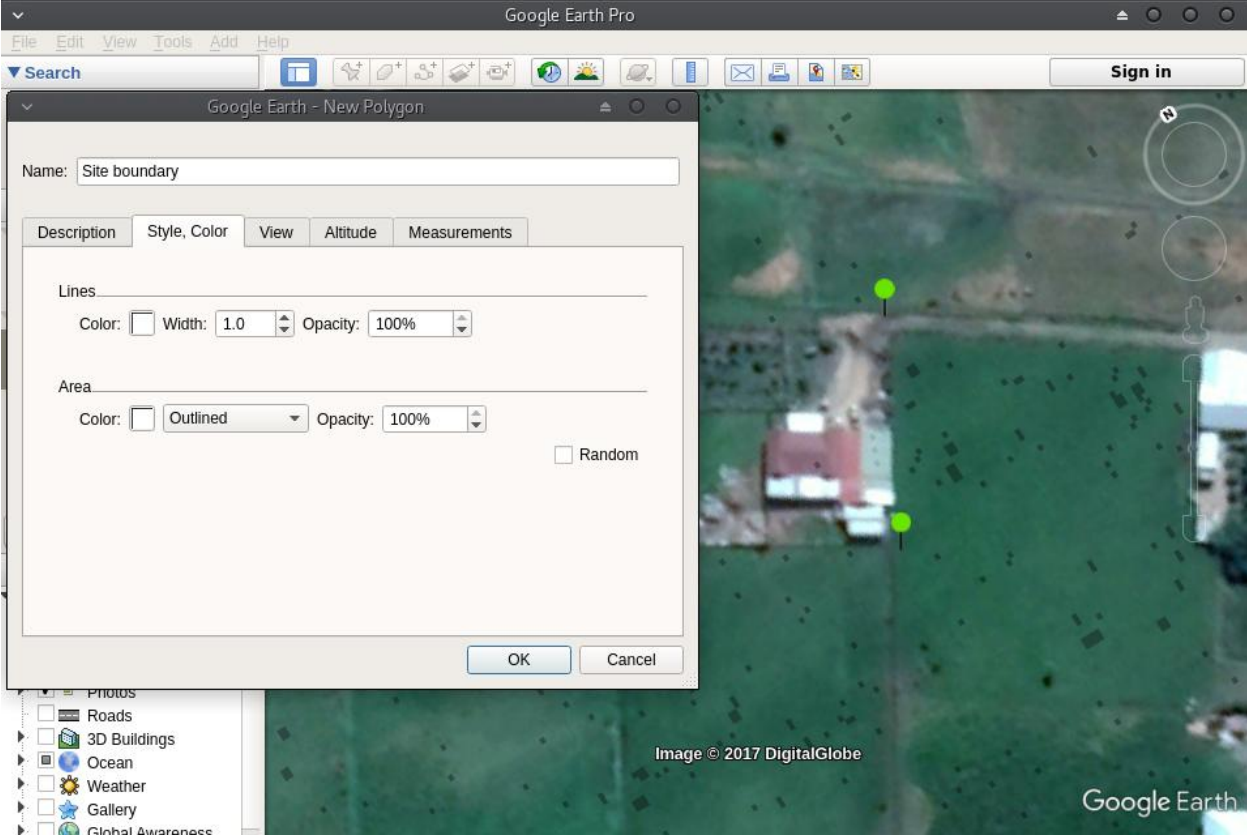 Google Earth Pro
File Edit View Tools Add Help
Search
Sign in
Google Earth - New Polygon
Name: Site boundary
Description Style, Color View Altitude Measurements
Lines
Color: Width: 1.0 Opacity: 100%
Area
Color: Outlined Opacity: 100%
Random
OK Cancel
N
Photos
Roads
3D Buildings
Ocean
Weather
Gallery
Global Awareness
Image © 2017 DigitalGlobe
Google Earth